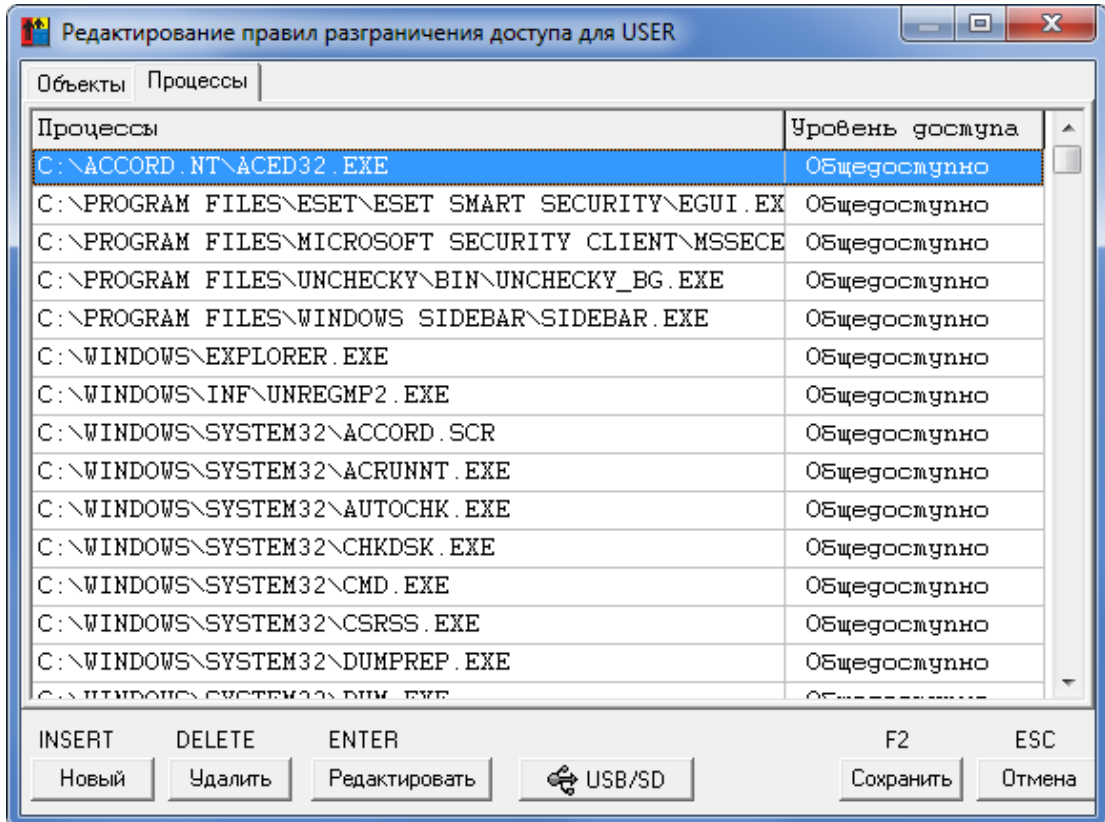 Редактирование правил разграничения доступа для USER
Объекты Процессы
Процессы Уровень доступа
C:\ACCORD.NT\ACED32.EXE Общедоступно
C:\PROGRAM FILES\ESET\ESET SMART SECURITY\EGUI.EX Общедоступно
C:\PROGRAM FILES\MICROSOFT SECURITY CLIENT\MSSECE Общедоступно
C:\PROGRAM FILES\UNCHECKY\BIN\UNCHECKY_BG.EXE Общедоступно
C:\PROGRAM FILES\WINDOWS SIDEBAR\SIDEBAR.EXE Общедоступно
C:\WINDOWS\EXPLORER.EXE Общедоступно
C:\WINDOWS\INF\UNREGMP2.EXE Общедоступно
C:\WINDOWS\SYSTEM32\ACCORD.SCR Общедоступно
C:\WINDOWS\SYSTEM32\ACRUNNT.EXE Общедоступно
C:\WINDOWS\SYSTEM32\AUTOCHK.EXE Общедоступно
C:\WINDOWS\SYSTEM32\CHKDSK.EXE Общедоступно
C:\WINDOWS\SYSTEM32\CMD.EXE Общедоступно
C:\WINDOWS\SYSTEM32\CSRSS.EXE Общедоступно
C:\WINDOWS\SYSTEM32\DUMPREP.EXE Общедоступно
INSERT DELETE ENTER F2 ESC
Новый Удалить Редактировать USB/SD Сохранить Отмена